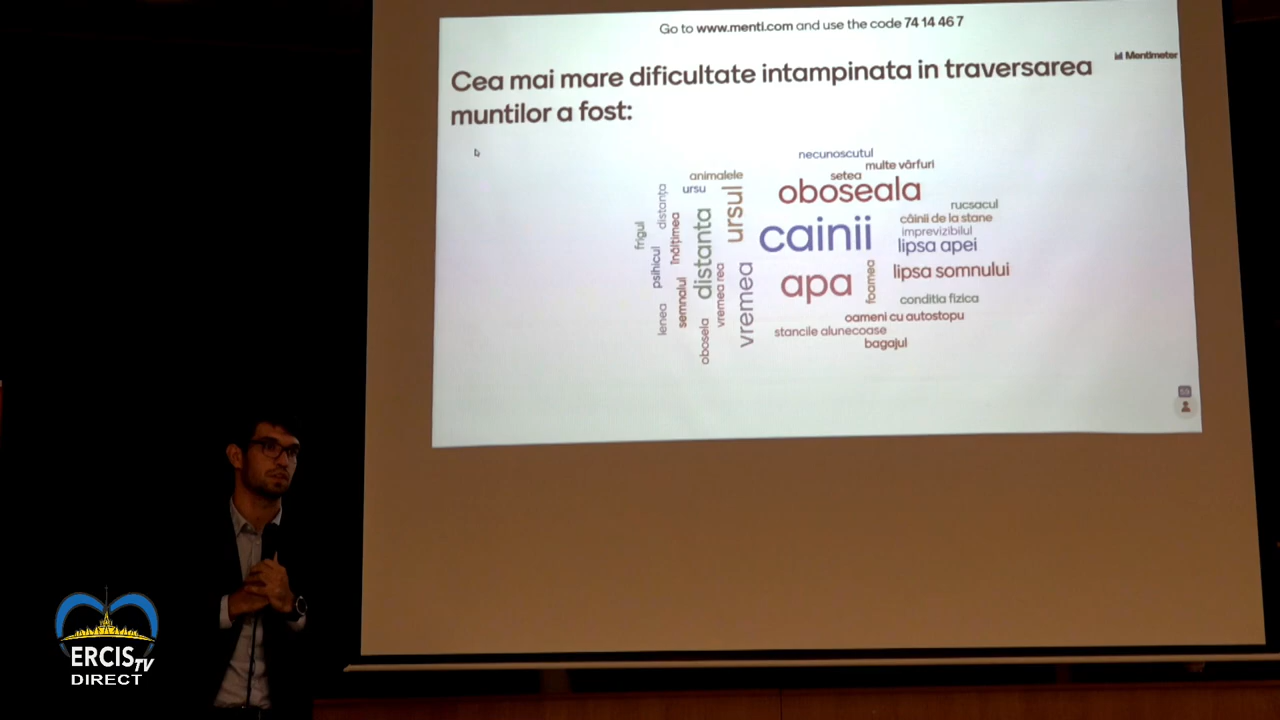 Go to www.menti.com and use the code 74 14 46 7
Mentimeter
Cea mai mare dificultate intampinata in traversarea
muntilor a fost:
necunoscutul
multe vârfuri
setea
animalele
ursu
oboseala
rucsacul
câinii de la stane
imprevizibilul
lipsa apei
cainii
ursul
distanța
distanta
înălțimea
frigul
psihicul
lipsa somnului
apa
foamea
vremea
vremea rea
semnalul
lenea
obosela
conditia fizica
oameni cu autostopu
stancile alunecoase
bagajul
ERCIS TV
DIRECT